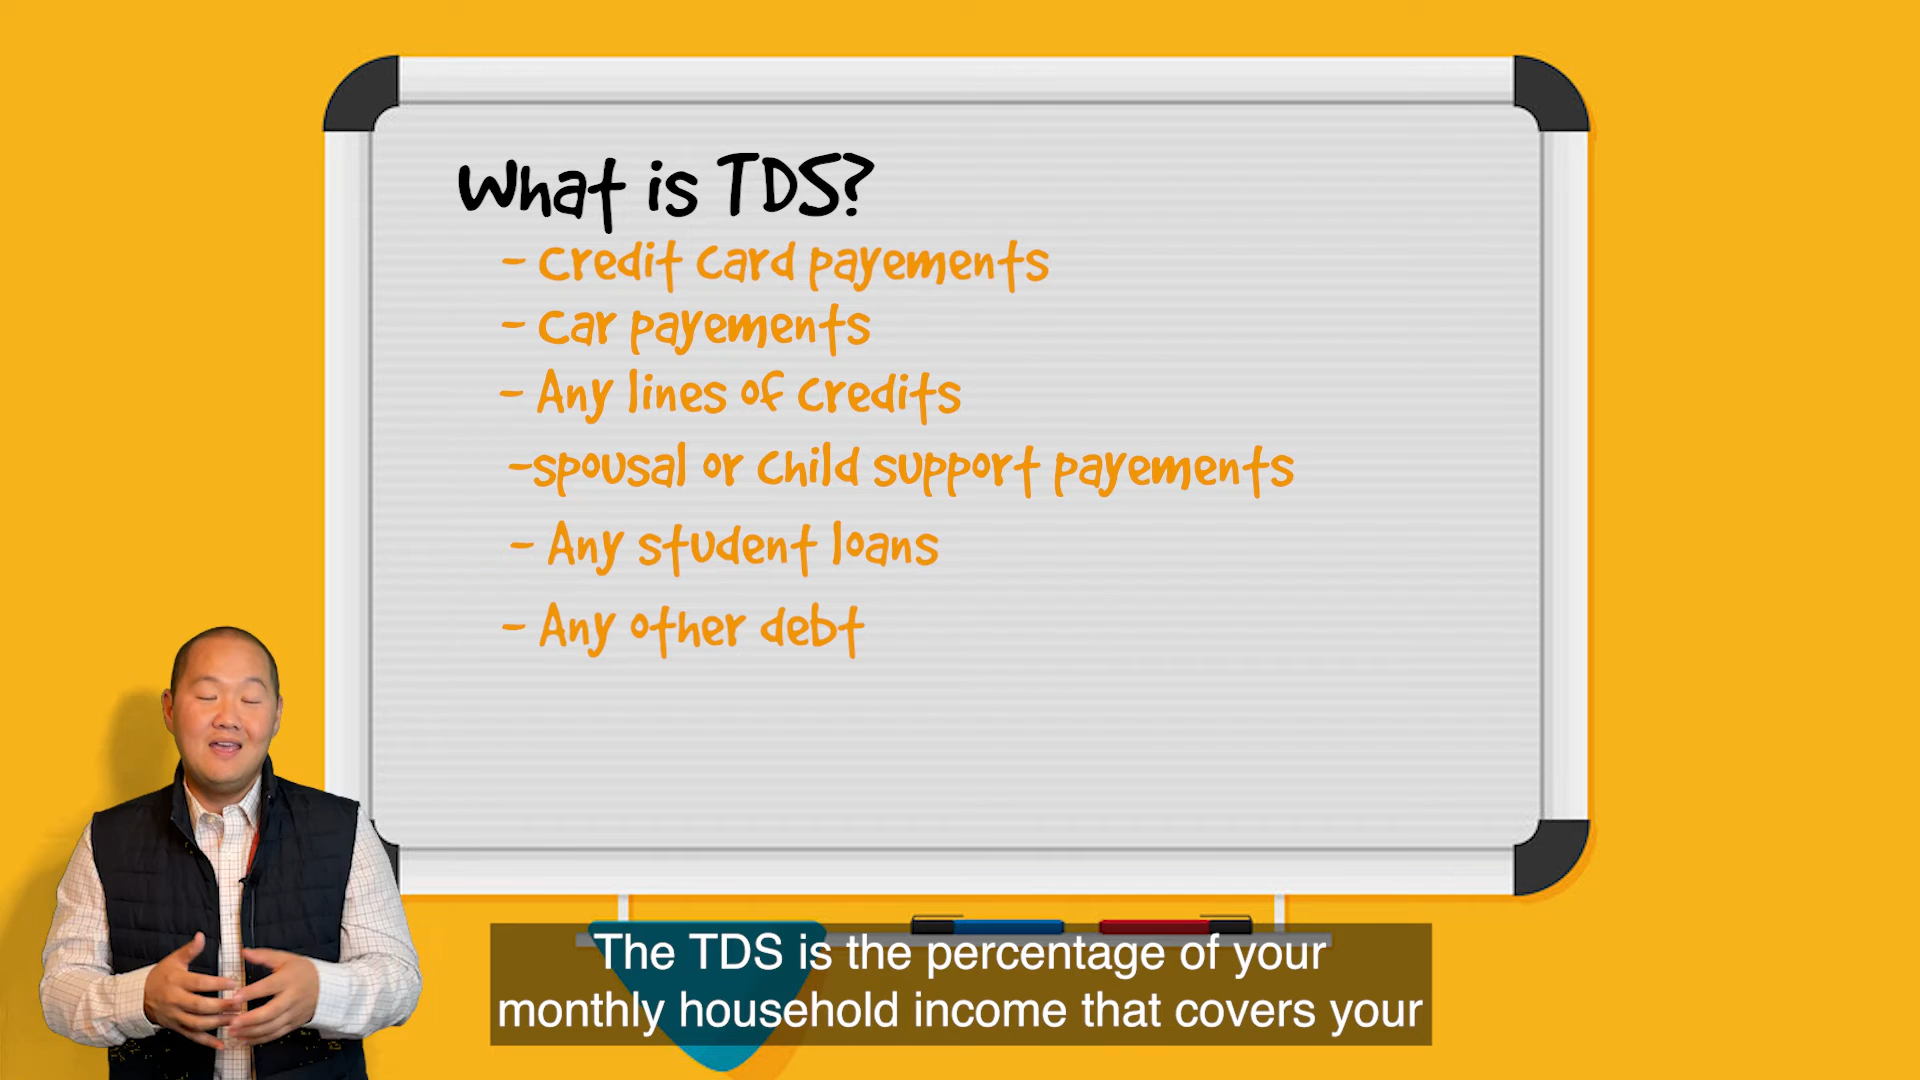 What is TDS?
- Credit Card payements
- Car payements
- Any lines of Credits
-spousal or Child support payements
- Any student loans
- Any other debt
The TDS is the percentage of your
monthly household income that covers your